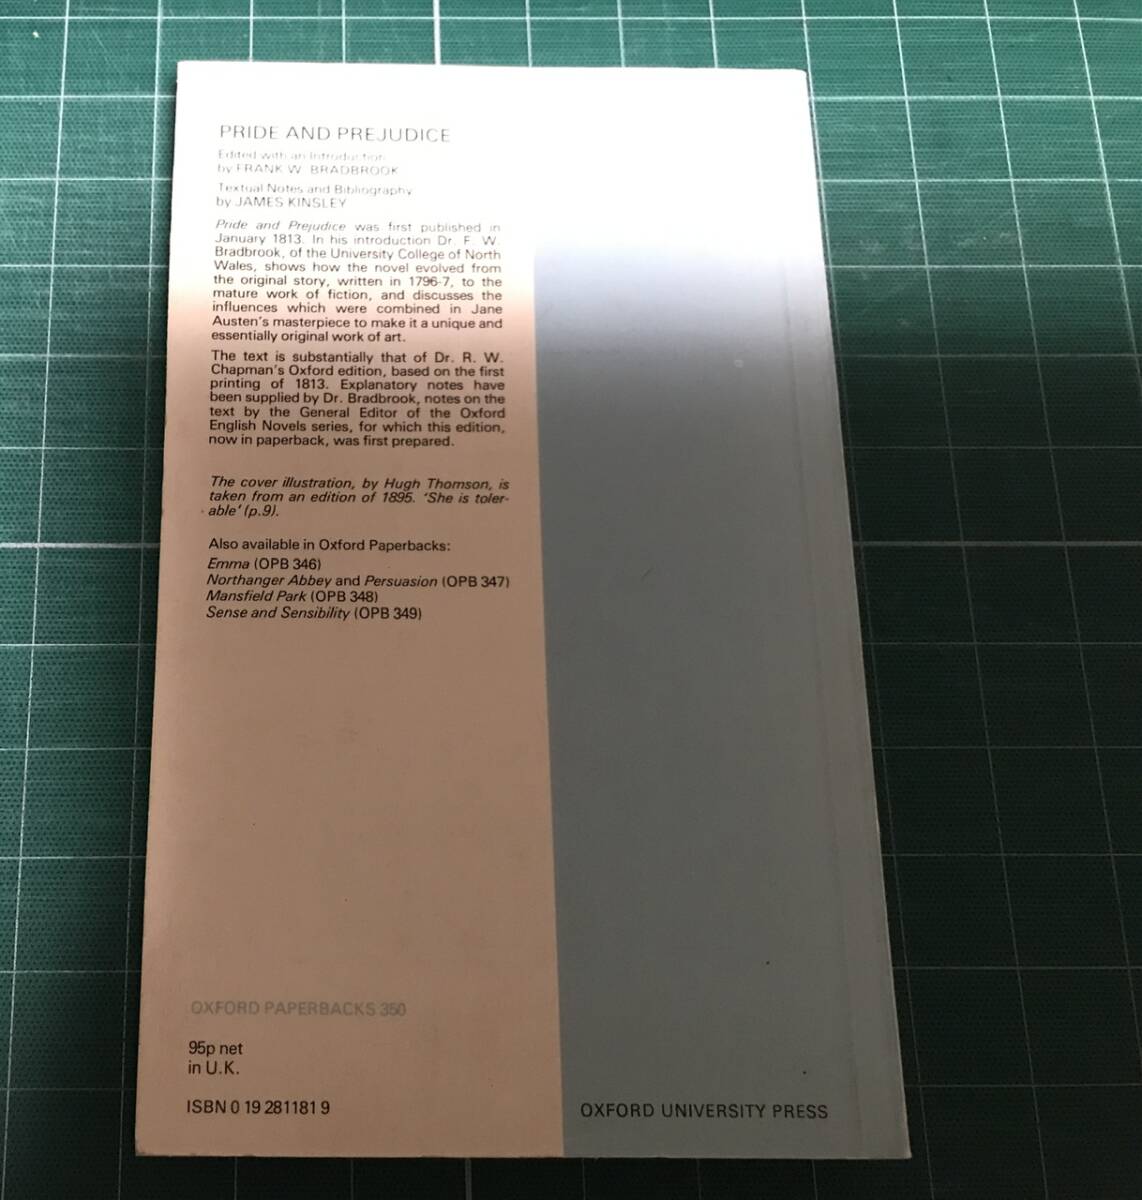 PRIDE AND PREJUDICE
Edited with an Introduction
by FRANK W. BRADBROOK
Textual Notes and Bibliography
by JAMES KINSLEY
Pride and Prejudice was first published in
January 1813. In his introduction Dr. F. W.
Bradbrook, of the University College of North
Wales, shows how the novel evolved from
the original story, written in 1796-7, to the
mature work of fiction, and discusses the
influences which were combined in Jane
Austen's masterpiece to make it a unique and
essentially original work of art.
The text is substantially that of Dr. R. W.
Chapman's Oxford edition, based on the first
printing of 1813. Explanatory notes have
been supplied by Dr. Bradbrook, notes on the
text by the General Editor of the Oxford
English Novels series, for which this edition,
now in paperback, was first prepared.
The cover illustration, by Hugh Thomson, is
taken from an edition of 1895. 'She is toler-
able' (p.9).
Also available in Oxford Paperbacks:
Emma (OPB 346)
Northanger Abbey and Persuasion (OPB 347)
Mansfield Park (OPB 348)
Sense and Sensibility (OPB 349)
OXFORD PAPERBACKS 350
95p net
in U.K.
ISBN 0 19 281181 9
OXFORD UNIVERSITY PRESS